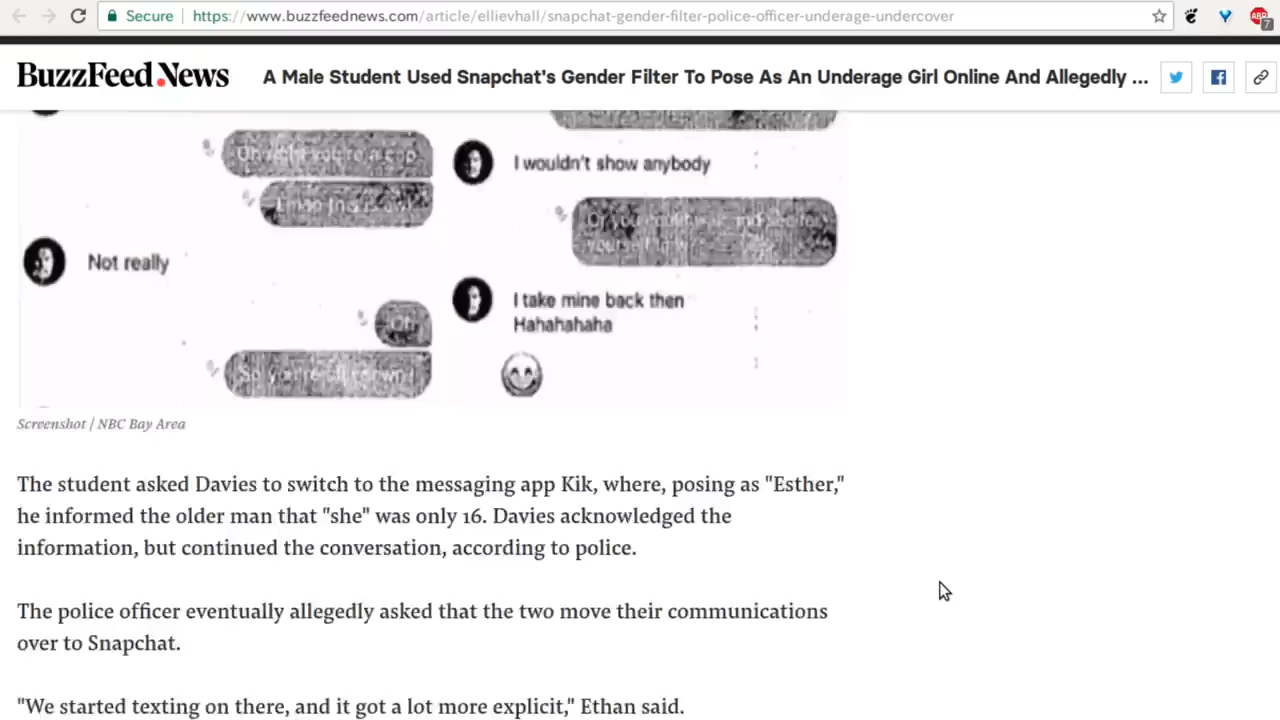 Secure https://www.buzzfeednews.com/article/ellievhall/snapchat-gender-filter-police-officer-underage-undercover
7
BuzzFeed News A Male Student Used Snapchat's Gender Filter To Pose As An Underage Girl Online And Allegedly ...
Not really
I wouldn't show anybody
I take mine back then
Hahahahaha
Screenshot / NBC Bay Area
The student asked Davies to switch to the messaging app Kik, where, posing as "Esther,"
he informed the older man that "she" was only 16. Davies acknowledged the
information, but continued the conversation, according to police.
The police officer eventually allegedly asked that the two move their communications
over to Snapchat.
"We started texting on there, and it got a lot more explicit," Ethan said.